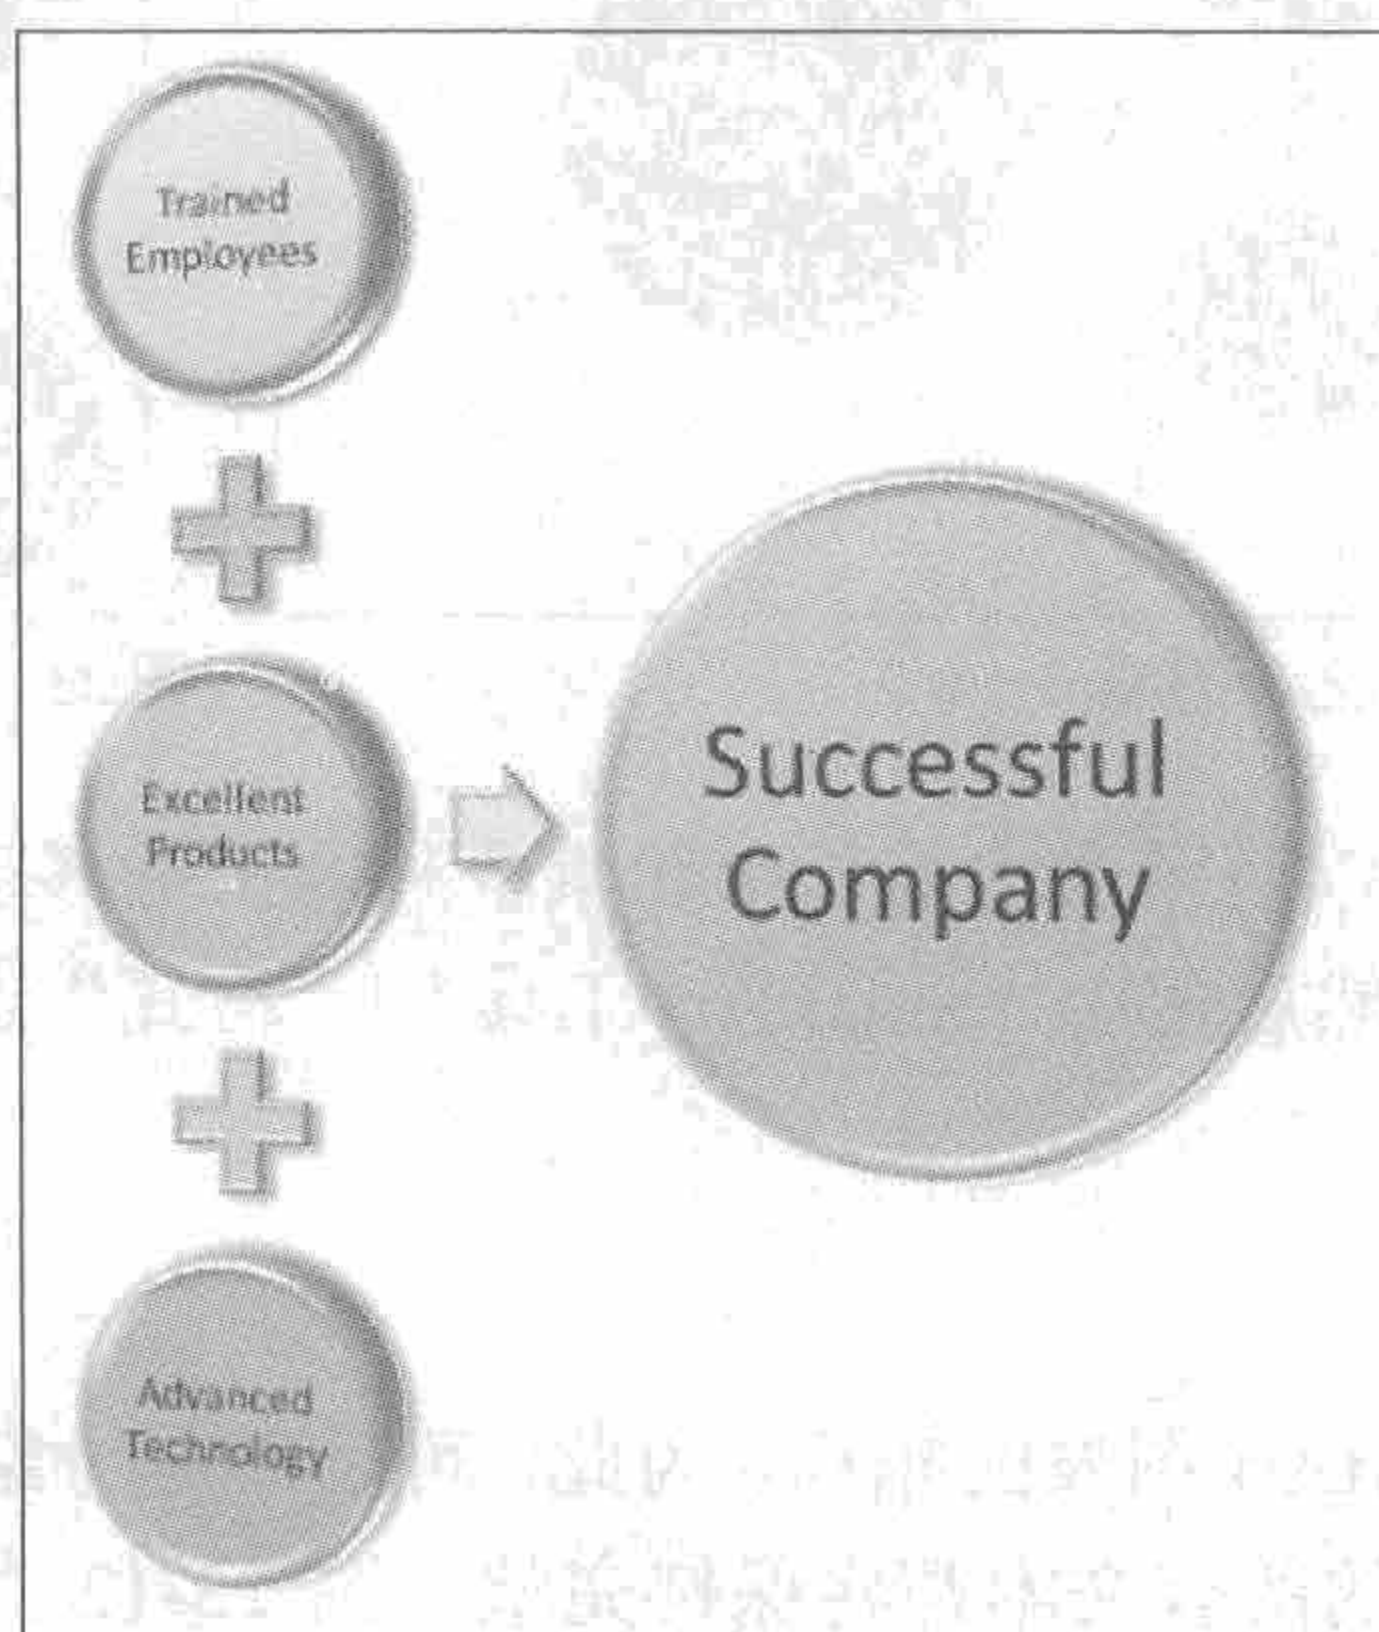 Trained
Employees
Excellent
Products
Successful
Company
Advanced
Technology